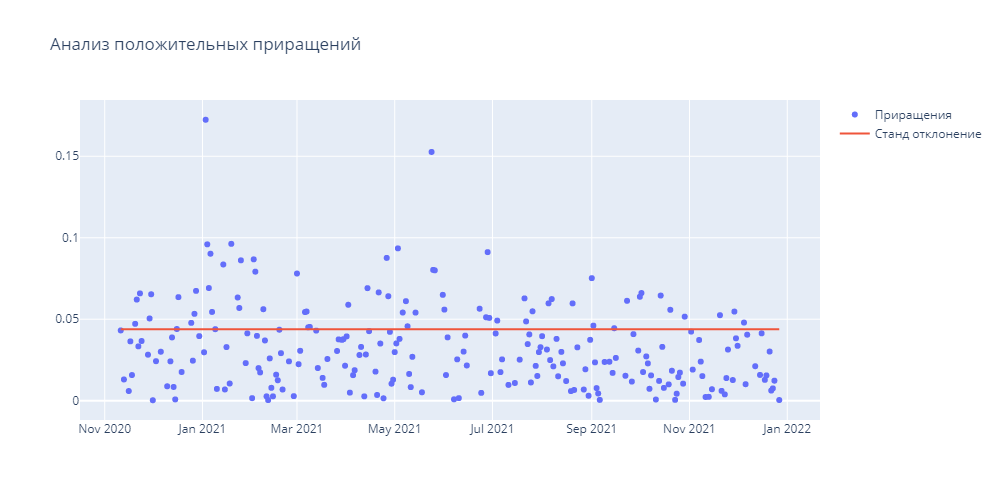 Анализ положительных приращений
Приращения
Станд отклонение
0.15
0.1
0.05
0
Nov 2020
Jan 2021
Mar 2021
May 2021
Jul 2021
Sep 2021
Nov 2021
Jan 2022